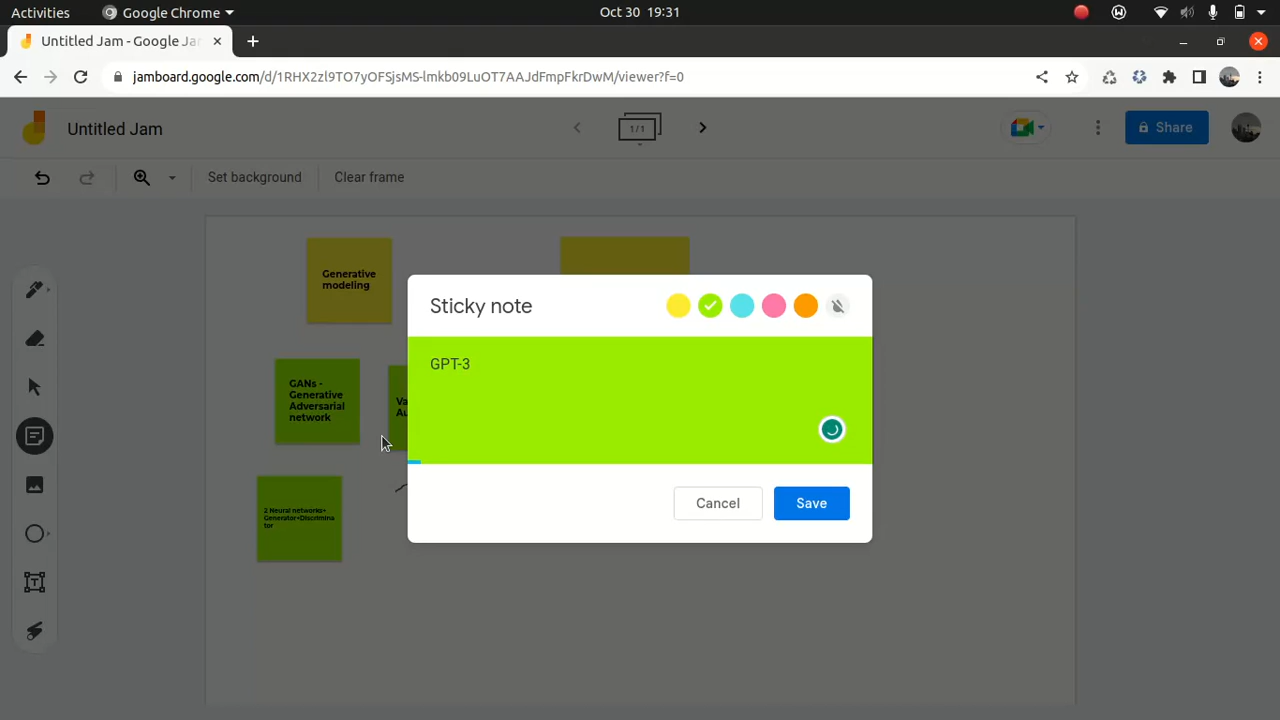 Activities
Google Chrome
Oct 30 19:31
Untitled Jam - Google Ja
jamboard.google.com/d/1RHX2zl9TO7yOFSjsMS-lmkb09LuOT7AAJdFmpFkrDwM/viewer?f=0
Untitled Jam
1/1
Share
Set background
Clear frame
Generative
modeling
Sticky note
GPT-3
GANs -
Generative
Adversarial
network
Va
Au
2 Neural networks=
Generator+Discrimina
tor
Cancel
Save